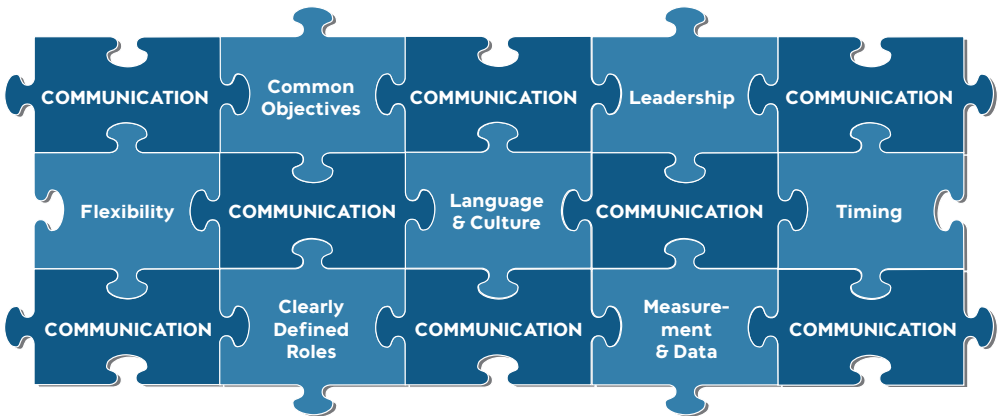 COMMUNICATION
Common
Objectives
COMMUNICATION
Leadership
COMMUNICATION
Flexibility
COMMUNICATION
Language
& Culture
COMMUNICATION
Timing
COMMUNICATION
Clearly
Defined
Roles
COMMUNICATION
Measure-
ment
& Data
COMMUNICATION